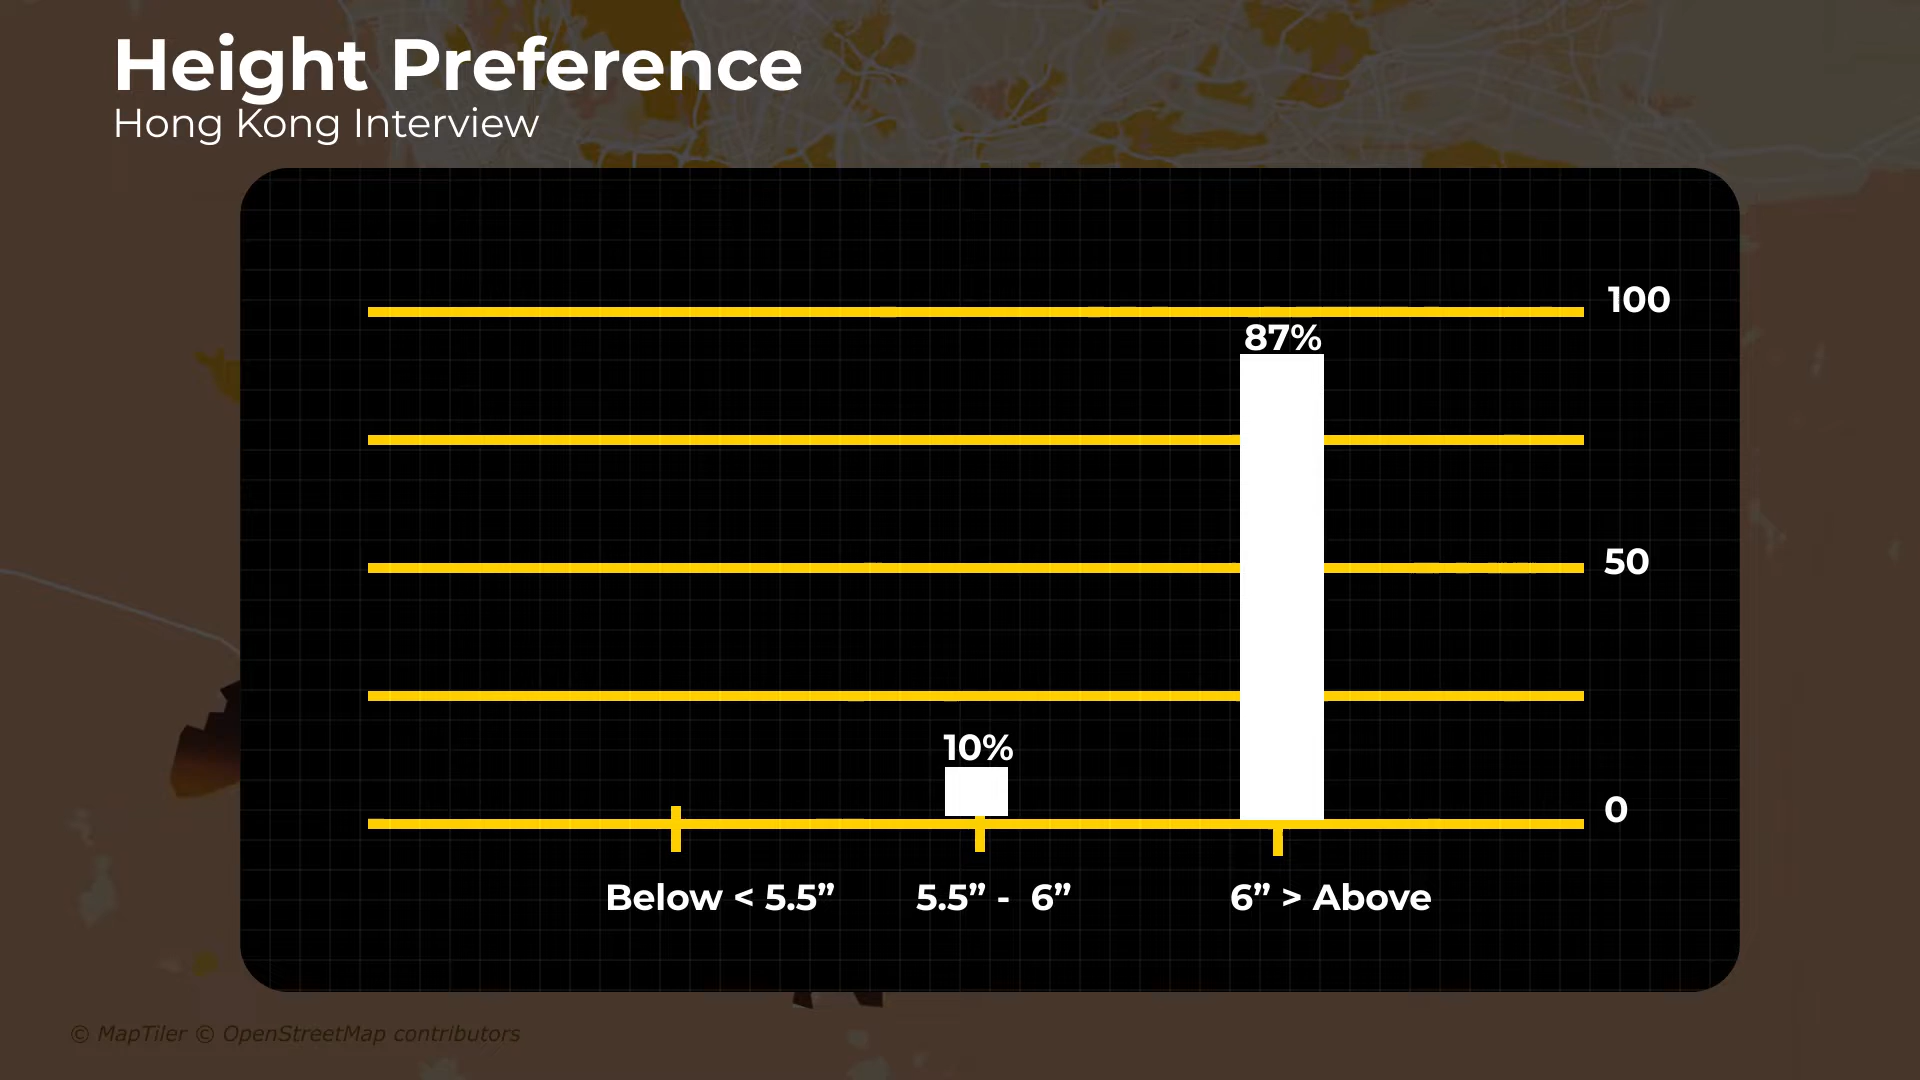 Height Preference
Hong Kong Interview
100
87%
50
10%
0
Below < 5.5” 5.5” - 6” 6” > Above
© MapTiler © OpenStreetMap contributors